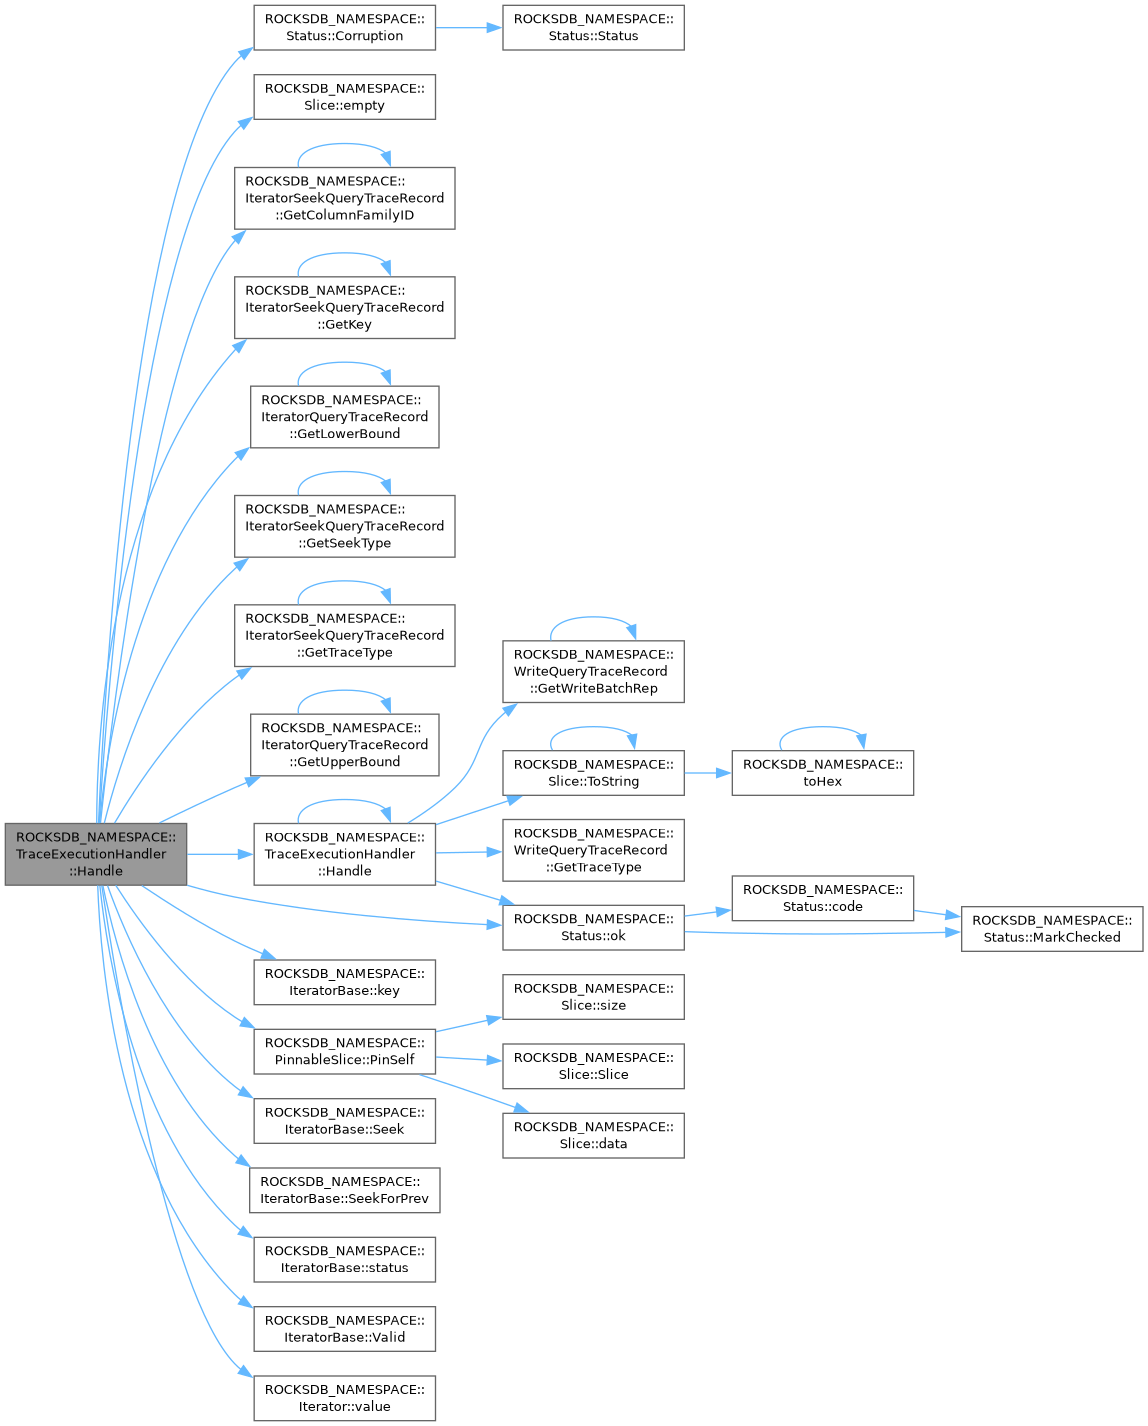 ROCKSDB_NAMESPACE::
Status::Corruption
ROCKSDB_NAMESPACE::
Status::Status
ROCKSDB_NAMESPACE::
Slice::empty
ROCKSDB_NAMESPACE::
IteratorSeekQueryTraceRecord
::GetColumnFamilyID
ROCKSDB_NAMESPACE::
IteratorSeekQueryTraceRecord
::GetKey
ROCKSDB_NAMESPACE::
IteratorQueryTraceRecord
::GetLowerBound
ROCKSDB_NAMESPACE::
IteratorSeekQueryTraceRecord
::GetSeekType
ROCKSDB_NAMESPACE::
IteratorSeekQueryTraceRecord
::GetTraceType
ROCKSDB_NAMESPACE::
WriteQueryTraceRecord
::GetWriteBatchRep
ROCKSDB_NAMESPACE::
IteratorQueryTraceRecord
::GetUpperBound
ROCKSDB_NAMESPACE::
Slice::ToString
ROCKSDB_NAMESPACE::
toHex
ROCKSDB_NAMESPACE::
TraceExecutionHandler
::Handle
ROCKSDB_NAMESPACE::
TraceExecutionHandler
::Handle
ROCKSDB_NAMESPACE::
WriteQueryTraceRecord
::GetTraceType
ROCKSDB_NAMESPACE::
Status::code
ROCKSDB_NAMESPACE::
Status::ok
ROCKSDB_NAMESPACE::
Status::MarkChecked
ROCKSDB_NAMESPACE::
IteratorBase::key
ROCKSDB_NAMESPACE::
Slice::size
ROCKSDB_NAMESPACE::
PinnableSlice::PinSelf
ROCKSDB_NAMESPACE::
Slice::Slice
ROCKSDB_NAMESPACE::
IteratorBase::Seek
ROCKSDB_NAMESPACE::
Slice::data
ROCKSDB_NAMESPACE::
IteratorBase::SeekForPrev
ROCKSDB_NAMESPACE::
IteratorBase::status
ROCKSDB_NAMESPACE::
IteratorBase::Valid
ROCKSDB_NAMESPACE::
Iterator::value